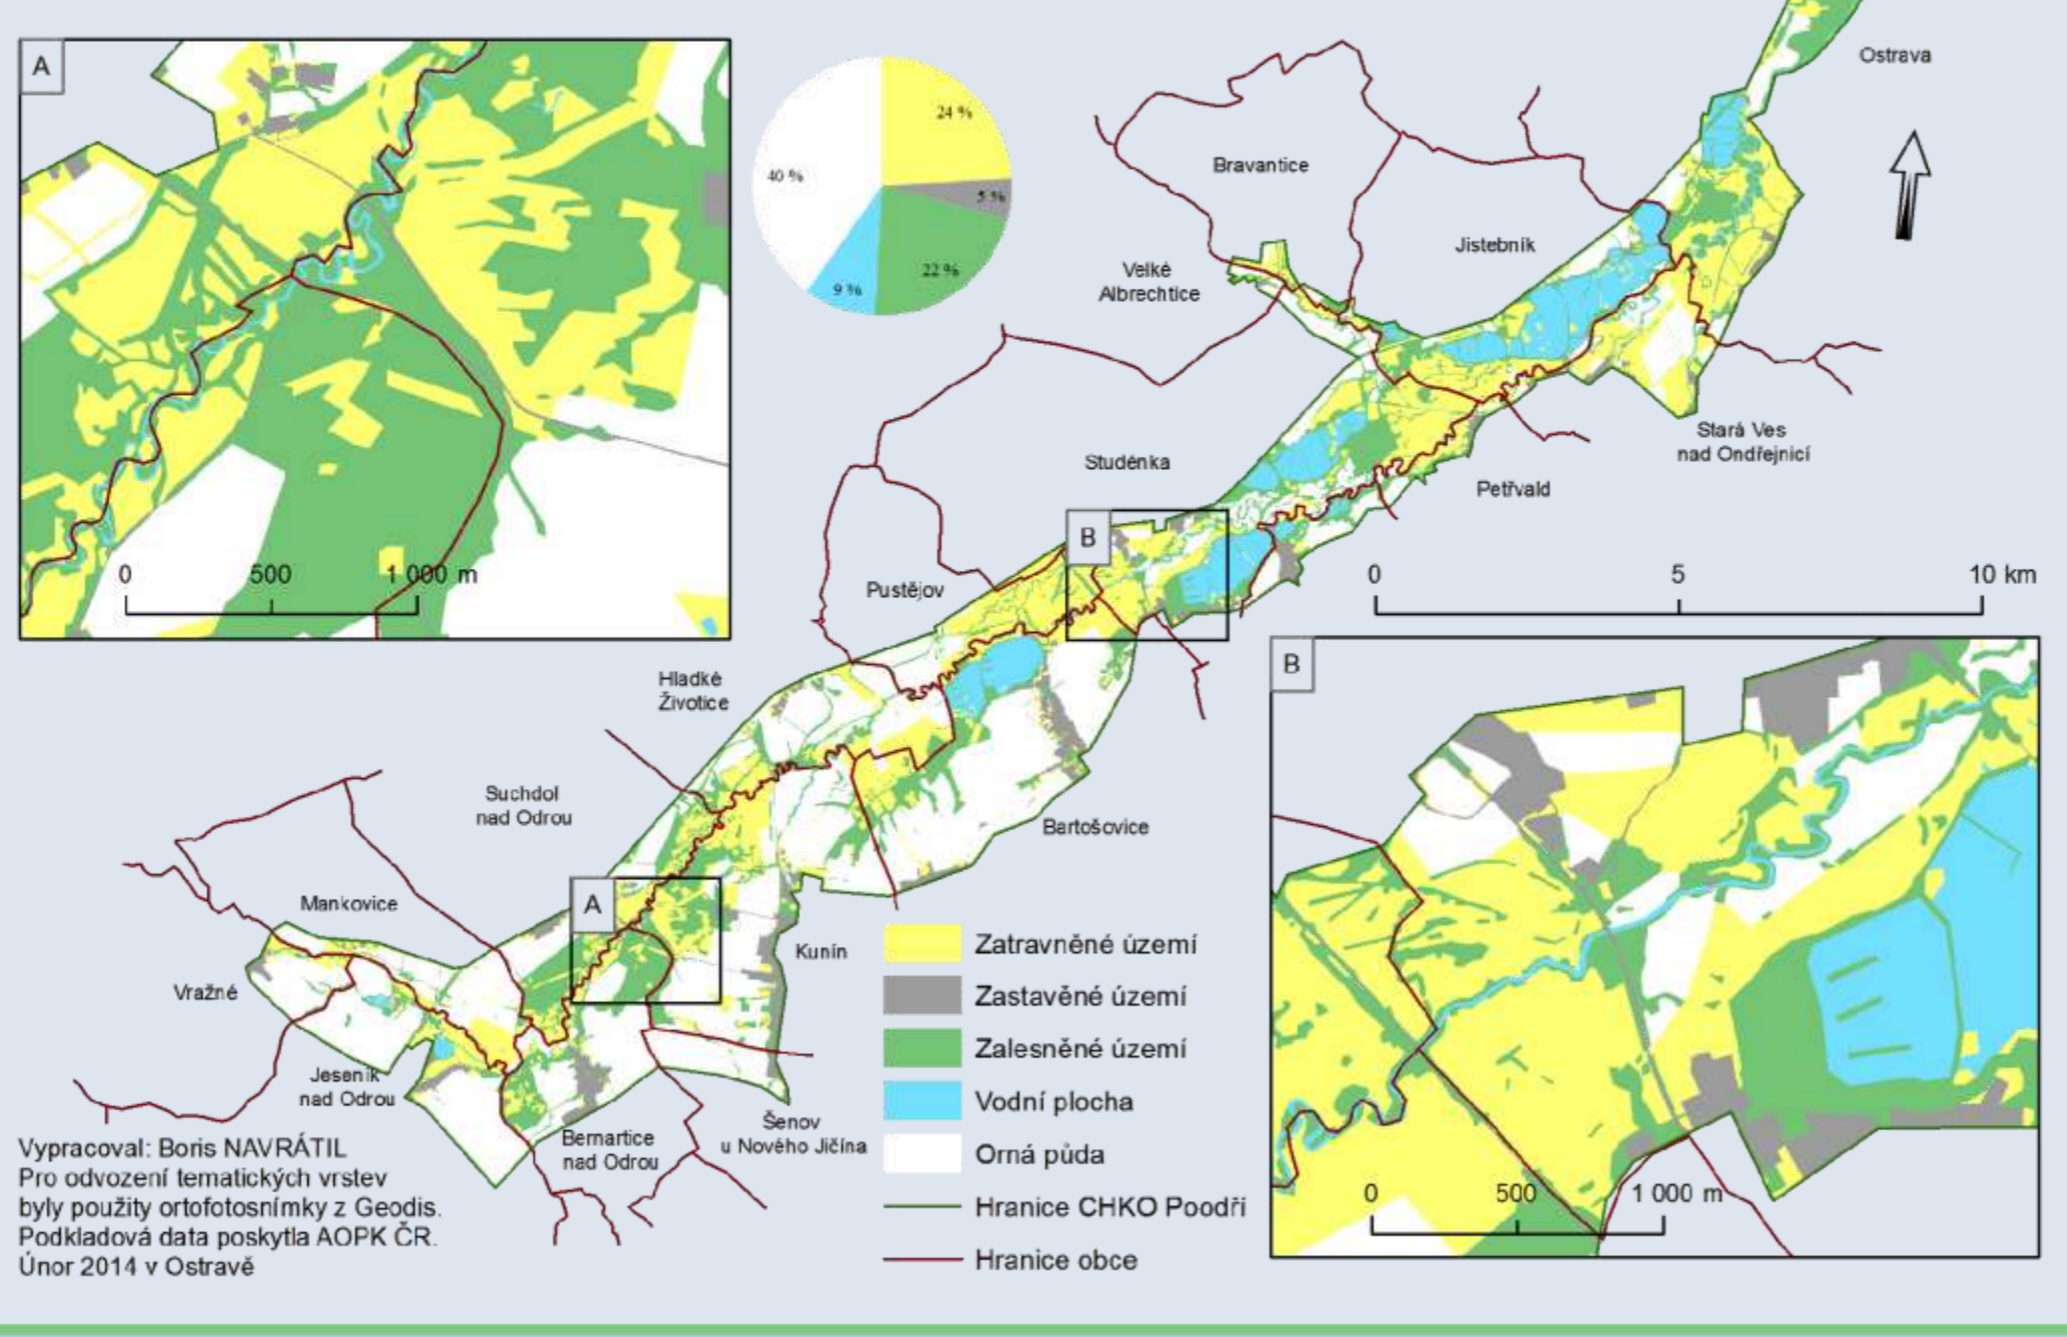 A
24 %
5 %
22 %
9 %
40 %
Ostrava
Bravantice
Jistebník
Velké
Albrechtice
Stará Ves
nad Ondřejnicí
Studénka
Petřvald
B
0 500 1 000 m
0 5 10 km
Pustějov
B
Hladké
Životice
Suchdol
nad Odrou
Bartošovice
Mankovice
A
Kunín
Vražné
Jeseník
nad Odrou
Bernartice
nad Odrou
Šenov
u Nového Jičína
Zatravněné území
Zastavěné území
Zalesněné území
Vodní plocha
Orná půda
Hranice CHKO Poodří
Hranice obce
0 500 1 000 m
Vypracoval: Boris NAVRÁTIL
Pro odvození tematických vrstev
byly použity ortofotosnímky z Geodis.
Podkladová data poskytla AOPK ČR.
Únor 2014 v Ostravě